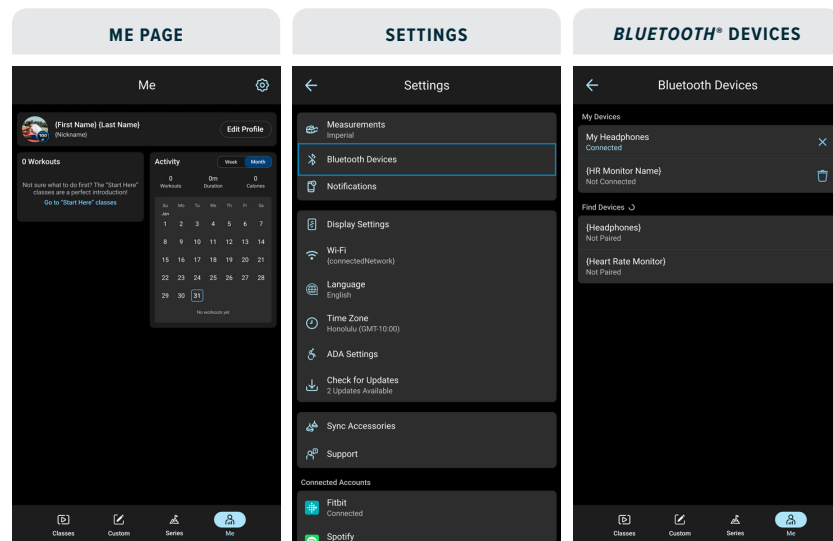 ME PAGE
Me
{First Name} {Last Name}
{Nickname}
Edit Profile
0 Workouts
Not sure what to do first? The "Start Here"
classes are a perfect introduction!
Go to "Start Here" classes
Activity
Week
Month
0
0m
0
Workouts
Duration
Calories
Su Mo Tu We Th Fr Sa
Jan
1 2 3 4 5 6 7
8 9 10 11 12 13 14
15 16 17 18 19 20 21
22 23 24 25 26 27 28
29 30 31
No workouts yet
Classes
Custom
Series
Me
SETTINGS
Settings
Measurements
Imperial
Bluetooth Devices
Notifications
Display Settings
Wi-Fi
{connectedNetwork}
Language
English
Time Zone
Honolulu (GMT-10:00)
ADA Settings
Check for Updates
2 Updates Available
Sync Accessories
Support
Connected Accounts
Fitbit
Connected
Spotify
BLUETOOTH® DEVICES
Bluetooth Devices
My Devices
My Headphones
Connected
{HR Monitor Name}
Not Connected
Find Devices
{Headphones}
Not Paired
{Heart Rate Monitor}
Not Paired
Classes
Custom
Series
Me